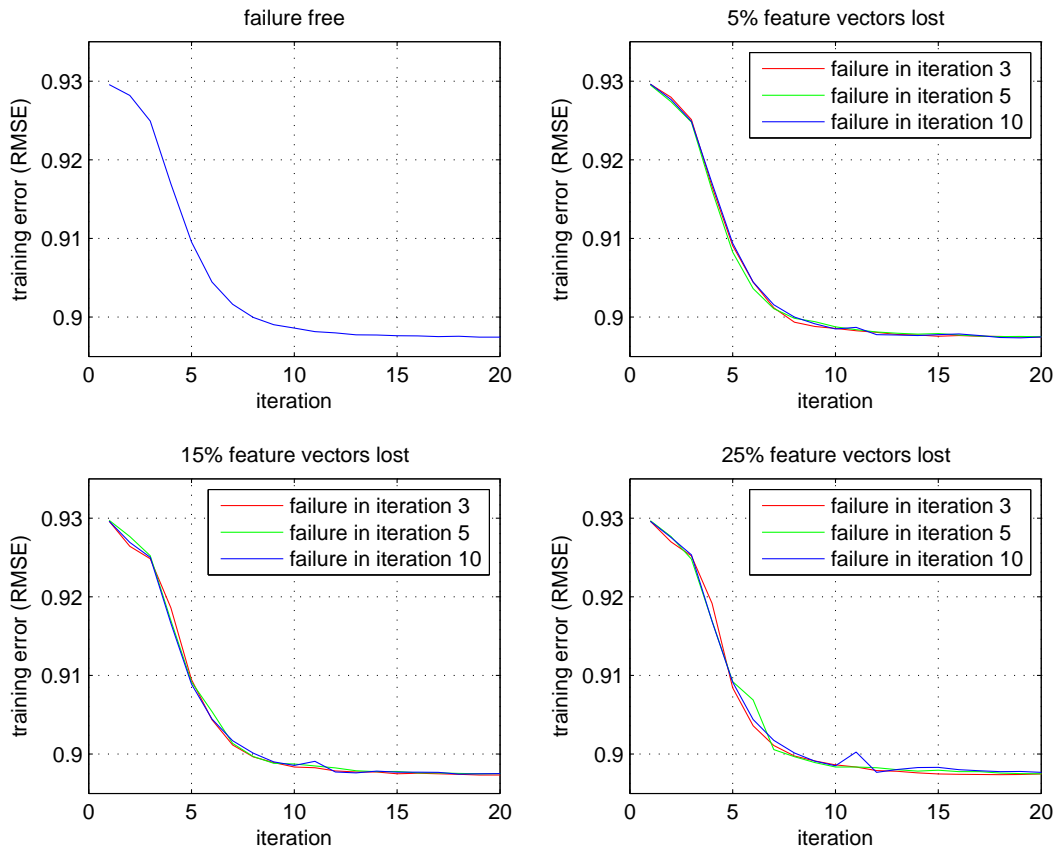 failure free
training error (RMSE)
0.93
0.92
0.91
0.9
0 5 10 15 20
iteration
5% feature vectors lost
failure in iteration 3
failure in iteration 5
failure in iteration 10
training error (RMSE)
0.93
0.92
0.91
0.9
0 5 10 15 20
iteration
15% feature vectors lost
failure in iteration 3
failure in iteration 5
failure in iteration 10
training error (RMSE)
0.93
0.92
0.91
0.9
0 5 10 15 20
iteration
25% feature vectors lost
failure in iteration 3
failure in iteration 5
failure in iteration 10
training error (RMSE)
0.93
0.92
0.91
0.9
0 5 10 15 20
iteration